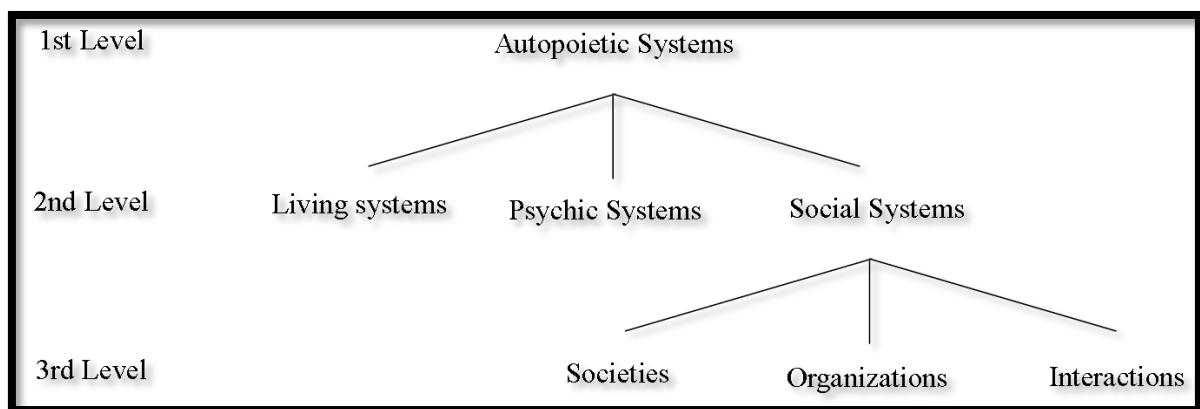 1st Level Autopoietic Systems
2nd Level Living systems Psychic Systems Social Systems
3rd Level Societies Organizations Interactions